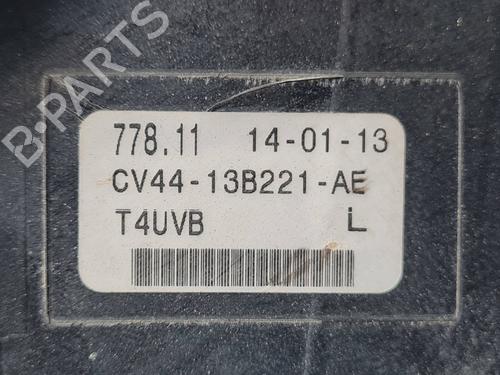 B-PARTS
778.11 14-01-13
CV44-13B221-AE
T4UVB L